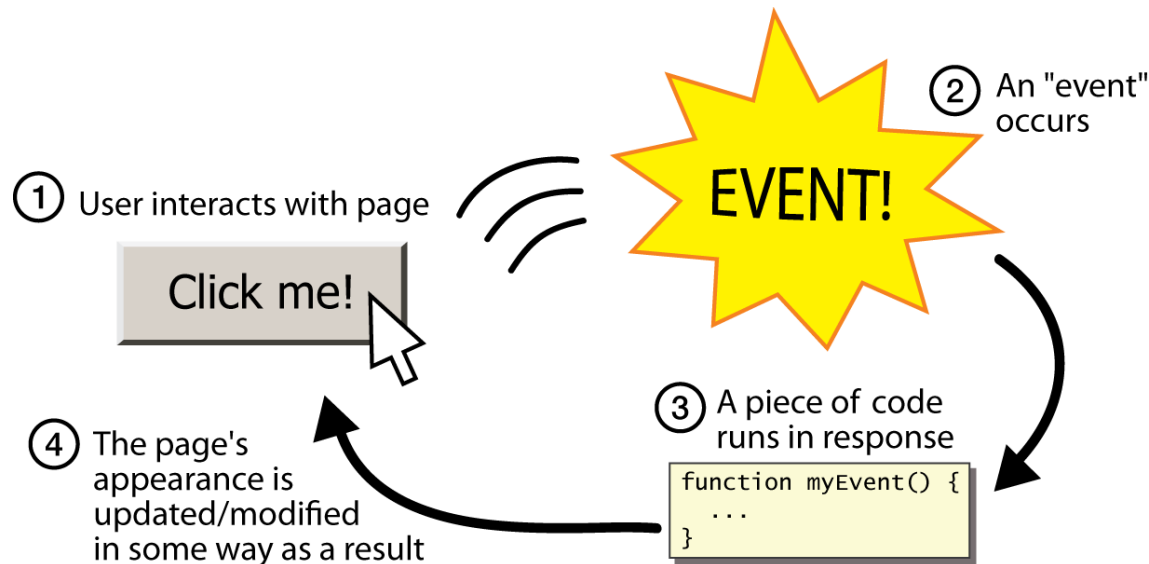 1 User interacts with page
Click me!
EVENT!
2 An "event"
occurs
3 A piece of code
runs in response
function myEvent() {
...
}
4 The page's
appearance is
updated/modified
in some way as a result